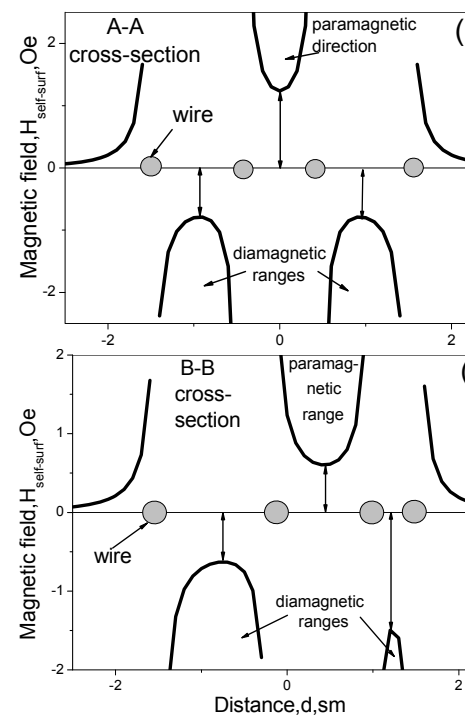 A-A
cross-section
paramagnetic
direction
(
wire
diamagnetic
ranges
Magnetic field,H self-surf,Oe
2
0
-2
-2
0
2
B-B
cross-
section
paramag-
netic
range
(
wire
diamagnetic
ranges
Magnetic field,H self-surf,Oe
2
1
0
-1
-2
-2
0
2
Distance,d,sm